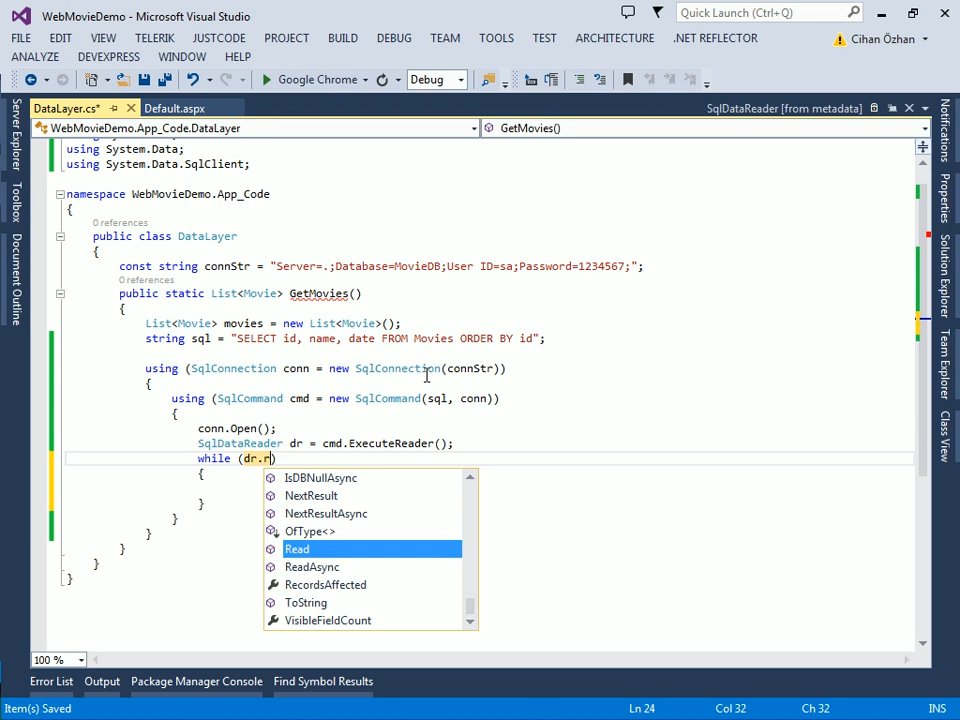 WebMovieDemo - Microsoft Visual Studio
Quick Launch (Ctrl+Q)
FILE EDIT VIEW TELERIK JUSTCODE PROJECT BUILD DEBUG TEAM TOOLS TEST ARCHITECTURE .NET REFLECTOR
Cihan Özhan
ANALYZE DEVEXPRESS WINDOW HELP
Google Chrome Debug
DataLayer.cs* Default.aspx SqlDataReader [from metadata]
WebMovieDemo.App_Code.DataLayer GetMovies()
using System.Data;
using System.Data.SqlClient;
namespace WebMovieDemo.App_Code
{
0 references
public class DataLayer
{
const string connStr = "Server=.;Database=MovieDB;User ID=sa;Password=1234567;";
0 references
public static List<Movie> GetMovies()
{
List<Movie> movies = new List<Movie>();
string sql = "SELECT id, name, date FROM Movies ORDER BY id";
using (SqlConnection conn = new SqlConnection(connStr))
{
using (SqlCommand cmd = new SqlCommand(sql, conn))
{
conn.Open();
SqlDataReader dr = cmd.ExecuteReader();
while (dr.r)
{
}
}
}
}
}
}
IsDBNullAsync
NextResult
NextResultAsync
OfType<>
Read
ReadAsync
RecordsAffected
ToString
VisibleFieldCount
Server Explorer
Toolbox
Document Outline
Notifications
Properties
Solution Explorer
Team Explorer
Class View
100 %
Error List Output Package Manager Console Find Symbol Results
Item(s) Saved Ln 24 Col 32 Ch 32 INS